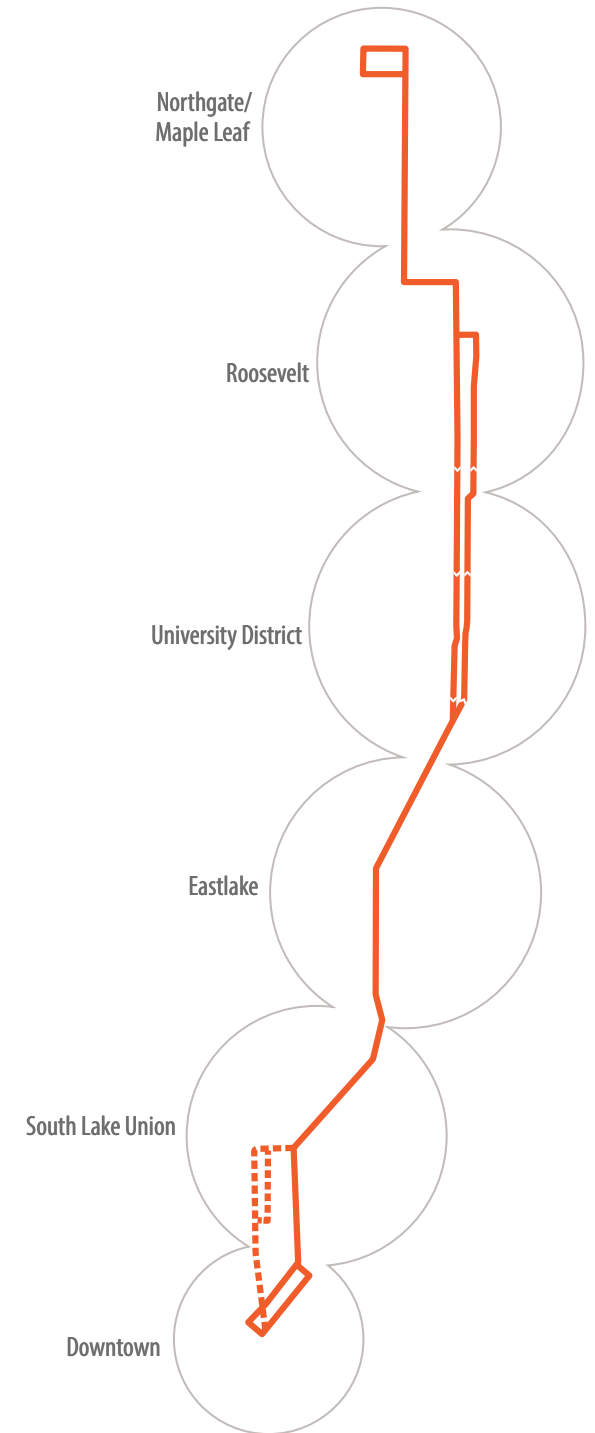 Northgate/
Maple Leaf
Roosevelt
University District
Eastlake
South Lake Union
Downtown